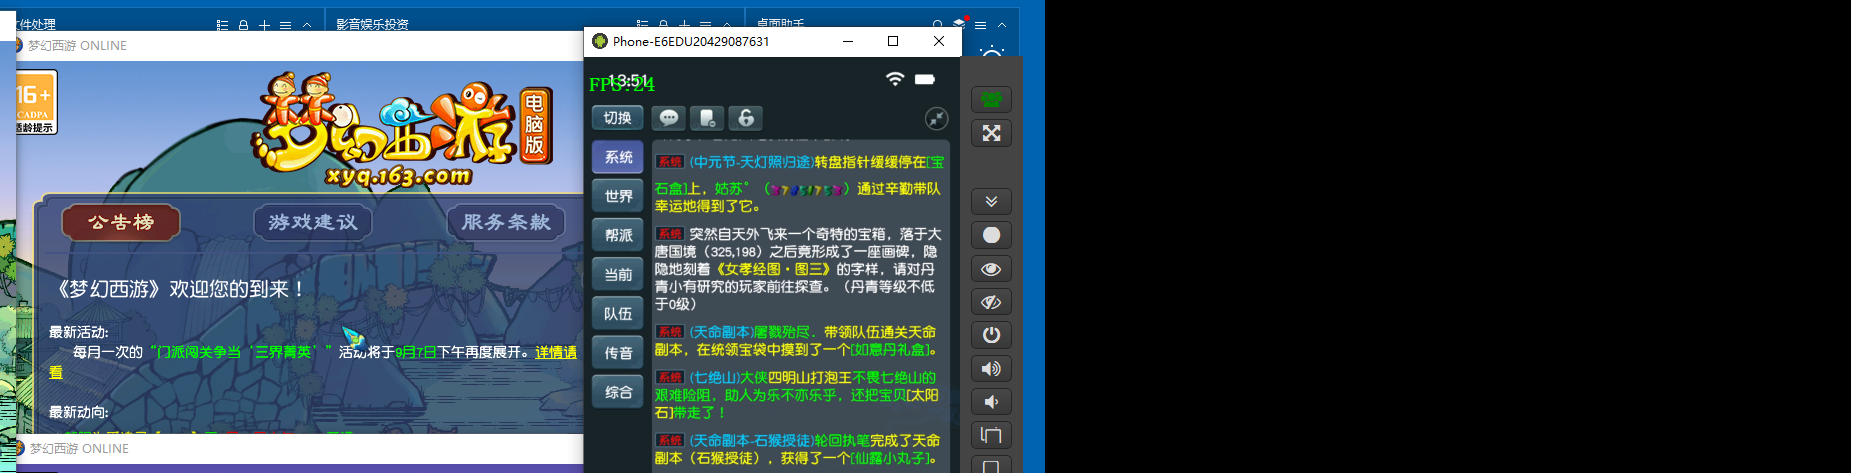 文件处理
影音娱乐投资
桌面助手
梦幻西游 ONLINE
16+
CADPA
适龄提示
梦幻西游
电脑版
xyq.163.com
公告榜
游戏建议
服务条款
《梦幻西游》欢迎您的到来！
最新活动:
每月一次的“门派闯关争当‘三界菁英’”活动将于9月7日下午再度展开。详情请
看
最新动向:
梦幻西游 ONLINE
Phone-E6EDU20429087631
13:51
FPS:24
切换
系统
世界
帮派
当前
队伍
传音
综合
系统 (中元节-天灯照归途)转盘指针缓缓停在[宝
石盒]上，姑苏°（）通过辛勤带队
幸运地得到了它。
系统 突然自天外飞来一个奇特的宝箱，落于大
唐国境（325,198）之后竟形成了一座画碑，隐
隐地刻着《女孝经图·图三》的字样，请对丹
青小有研究的玩家前往探查。（丹青等级不低
于0级）
系统 (天命副本)屠戮殆尽．带领队伍通关天命
副本，在统领宝袋中摸到了一个[如意丹礼盒]。
系统 (七绝山)大侠四明山打泡王不畏七绝山的
艰难险阻，助人为乐不亦乐乎，还把宝贝[太阳
石]带走了！
系统 (天命副本-石猴授徒)轮回执笔完成了天命
副本（石猴授徒），获得了一个[仙露小丸子]。